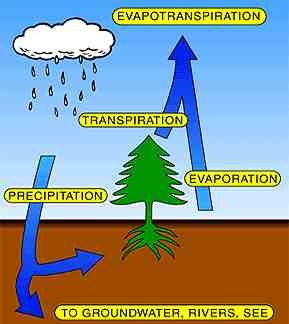 EVAPOTRANSPIRATION
TRANSPIRATION
EVAPORATION
PRECIPITATION
TO GROUNDWATER, RIVERS, SEE